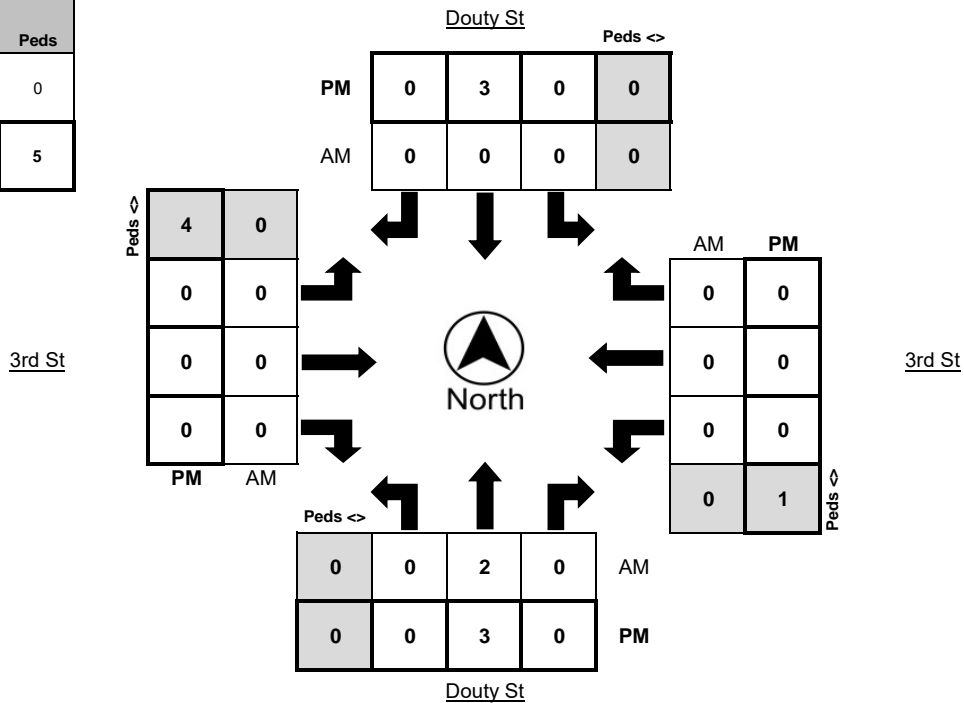 Douty St
Peds
Peds <>
0
PM 0 3 0 0
5
AM 0 0 0 0
Peds <>
4 0
AM PM
0 0
0 0
3rd St
0 0
North
0 0
3rd St
0 0
0 0
PM AM
0 1
Peds <>
Peds <>
0 0 2 0 AM
0 0 3 0 PM
Douty St